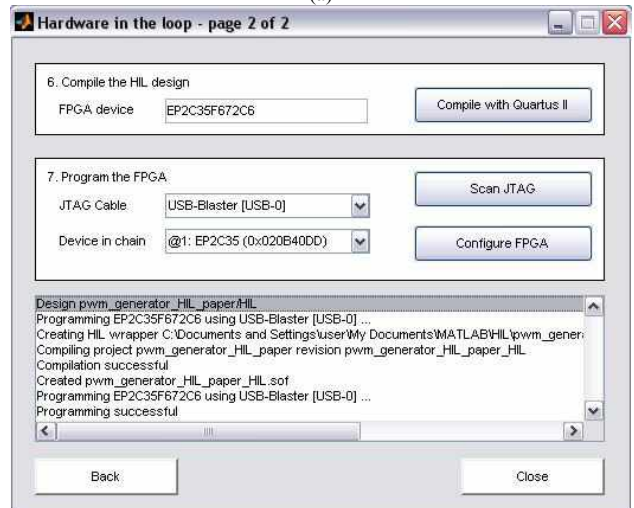 Hardware in the loop - page 2 of 2
6. Compile the HIL design
FPGA device EP2C35F672C6 Compile with Quartus II
7. Program the FPGA
Scan JTAG
JTAG Cable USB-Blaster [USB-0]
Device in chain @1: EP2C35 (0x020B40DD) Configure FPGA
Design pwm_generator_HIL_paper/HIL
Programming EP2C35F672C6 using USB-Blaster [USB-0] ...
Creating HIL wrapper C:\Documents and Settings\user\My Documents\MATLAB\HIL\pwm_gener
Compiling project pwm_generator_HIL_paper revision pwm_generator_HIL_paper_HIL
Compilation successful
Created pwm_generator_HIL_paper_HIL.sof
Programming EP2C35F672C6 using USB-Blaster [USB-0] ...
Programming successful
Back Close